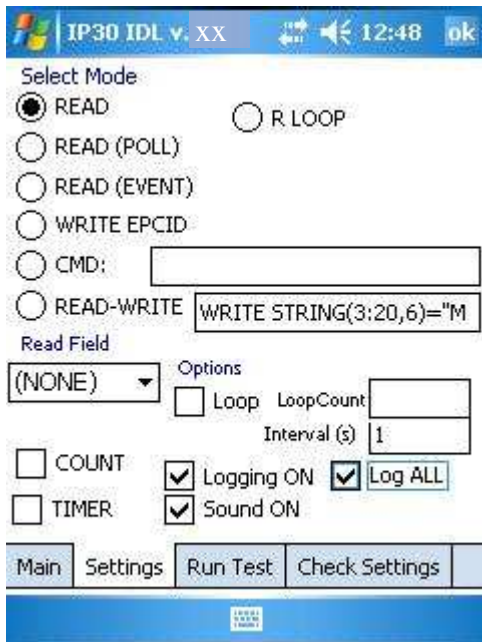 IP30 IDL v. xx 12:48 ok
Select Mode
READ
R LOOP
READ (POLL)
READ (EVENT)
WRITE EPCID
CMD:
READ-WRITE WRITE STRING(3:20,6)="M
Read Field
(NONE)
Options
Loop LoopCount
Interval (s) 1
COUNT
Logging ON Log ALL
TIMER
Sound ON
Main Settings Run Test Check Settings